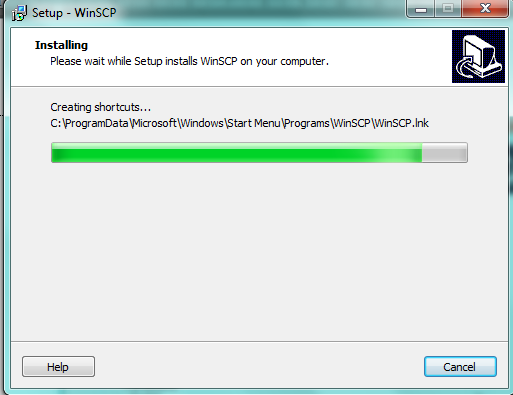 Setup - WinSCP
Installing
Please wait while Setup installs WinSCP on your computer.
Creating shortcuts...
C:\ProgramData\Microsoft\Windows\Start Menu\Programs\WinSCP\WinSCP.lnk
Help
Cancel